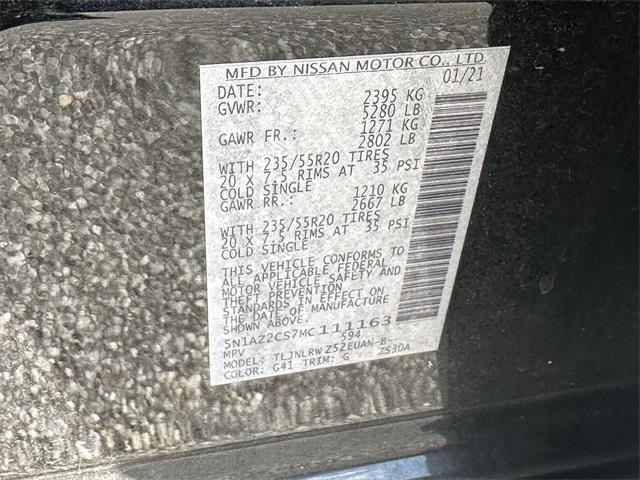 MFD BY NISSAN MOTOR CO., LTD.
DATE: 01/21
GVWR: 2395 KG
5280 LB
GAWR FR.: 1271 KG
2802 LB
WITH 235/55R20 TIRES
20 X 7.5 RIMS AT 35 PSI
COLD SINGLE
GAWR RR.: 1210 KG
2667 LB
WITH 235/55R20 TIRES
20 X 7.5 RIMS AT 35 PSI
COLD SINGLE
THIS VEHICLE CONFORMS TO
ALL APPLICABLE FEDERAL
MOTOR VEHICLE SAFETY AND
THEFT PREVENTION
STANDARDS IN EFFECT ON
THE DATE OF MANUFACTURE
SHOWN ABOVE.
5N1AZ2CS7MC111163
MPV 594
MODEL: TLJNLRWZ52EUAN-B-
COLOR: G41 TRIM: G ZS30A